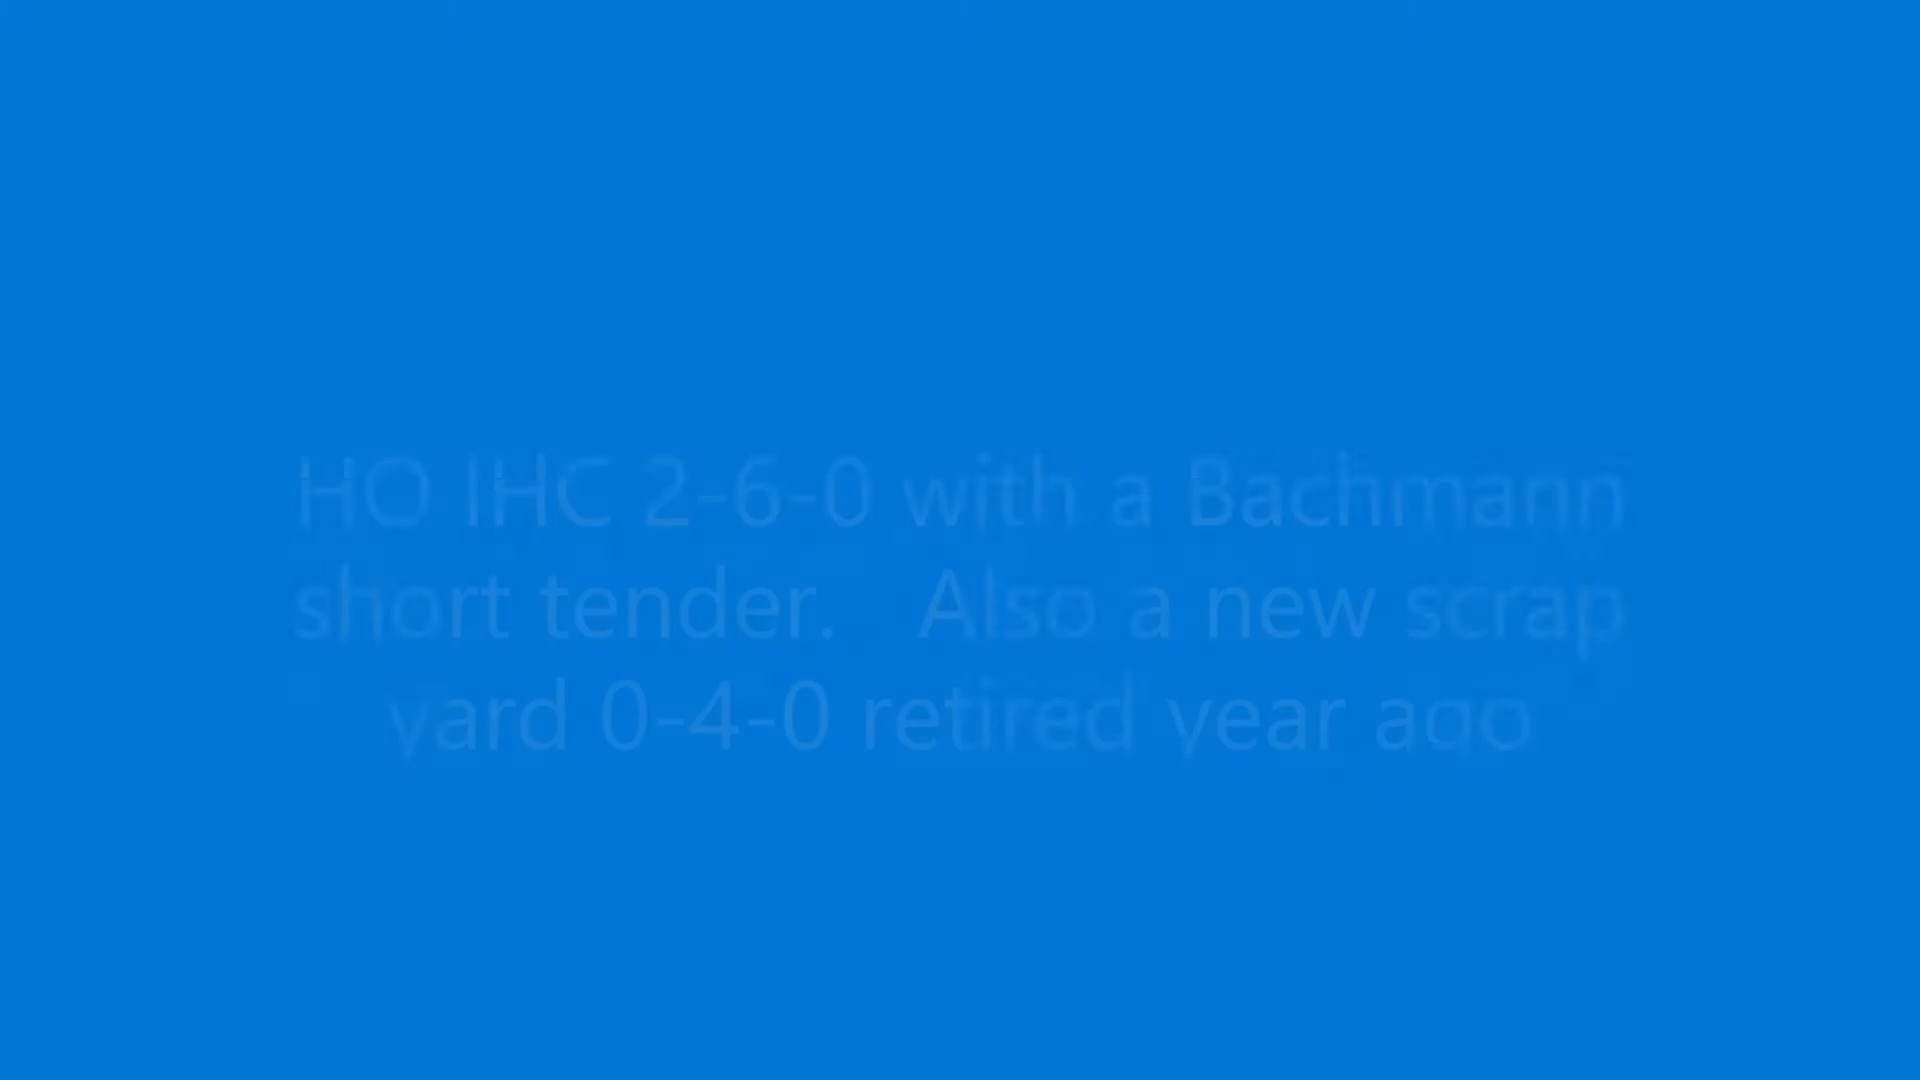 HO IHC 2-6-0 with a Bachmann
short tender. Also a new scrap
yard 0-4-0 retired year ago